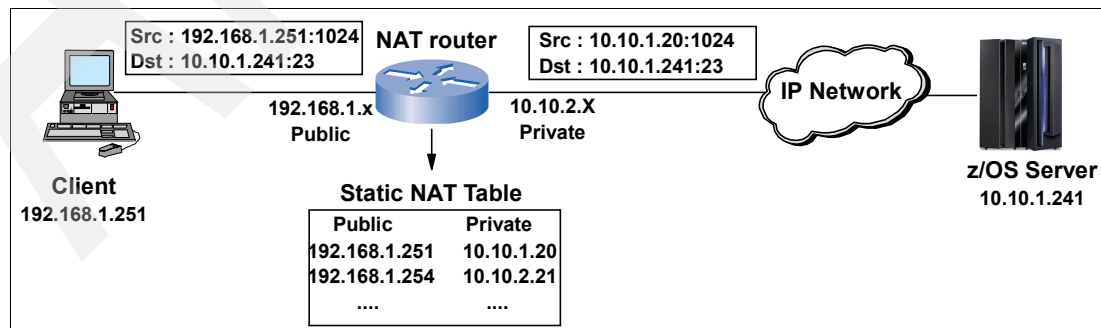 Src : 192.168.1.251:1024
Dst : 10.10.1.241:23
NAT router
Src : 10.10.1.20:1024
Dst : 10.10.1.241:23
IP Network
192.168.1.x
Public
10.10.2.X
Private
Client
192.168.1.251
z/OS Server
10.10.1.241
Static NAT Table
Public Private
192.168.1.251 10.10.1.20
192.168.1.254 10.10.2.21
.... ....